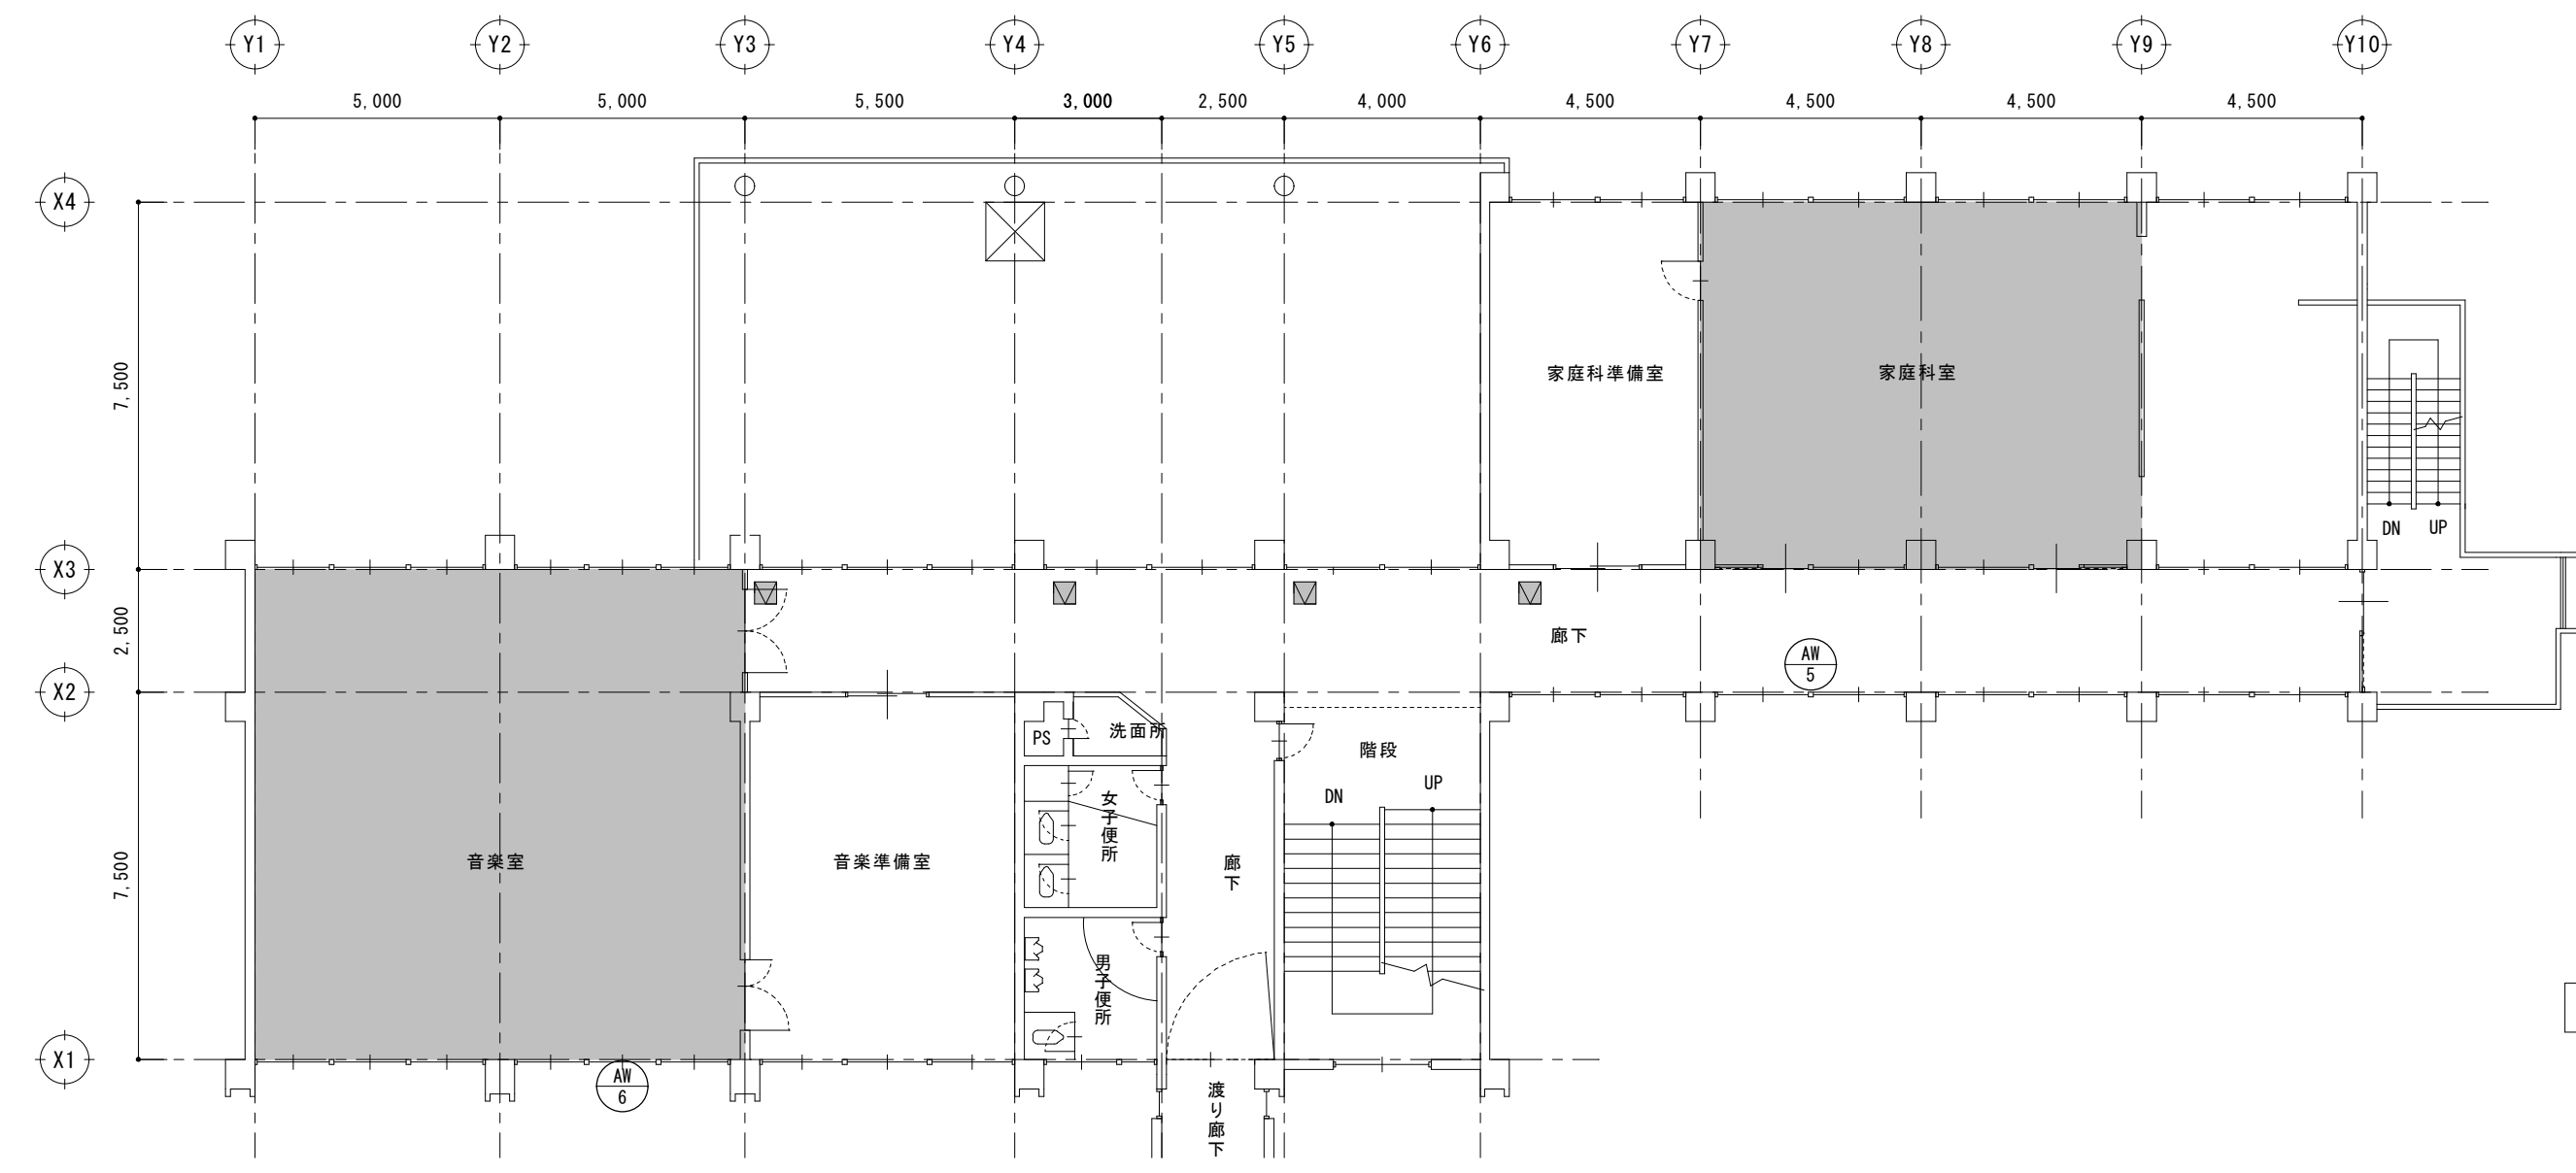 Y1 Y2 Y3 Y4 Y5 Y6 Y7 Y8 Y9 Y10
5,000 5,000 5,500 3,000 2,500 4,000 4,500 4,500 4,500 4,500
X4
7,500
家庭科準備室
家庭科室
DN UP
X3
2,500
廊下
AW
5
X2
PS
洗面所
階段
DN
UP
女子便所
7,500
音楽室
音楽準備室
廊下
男子便所
X1
AW
6
渡り廊下